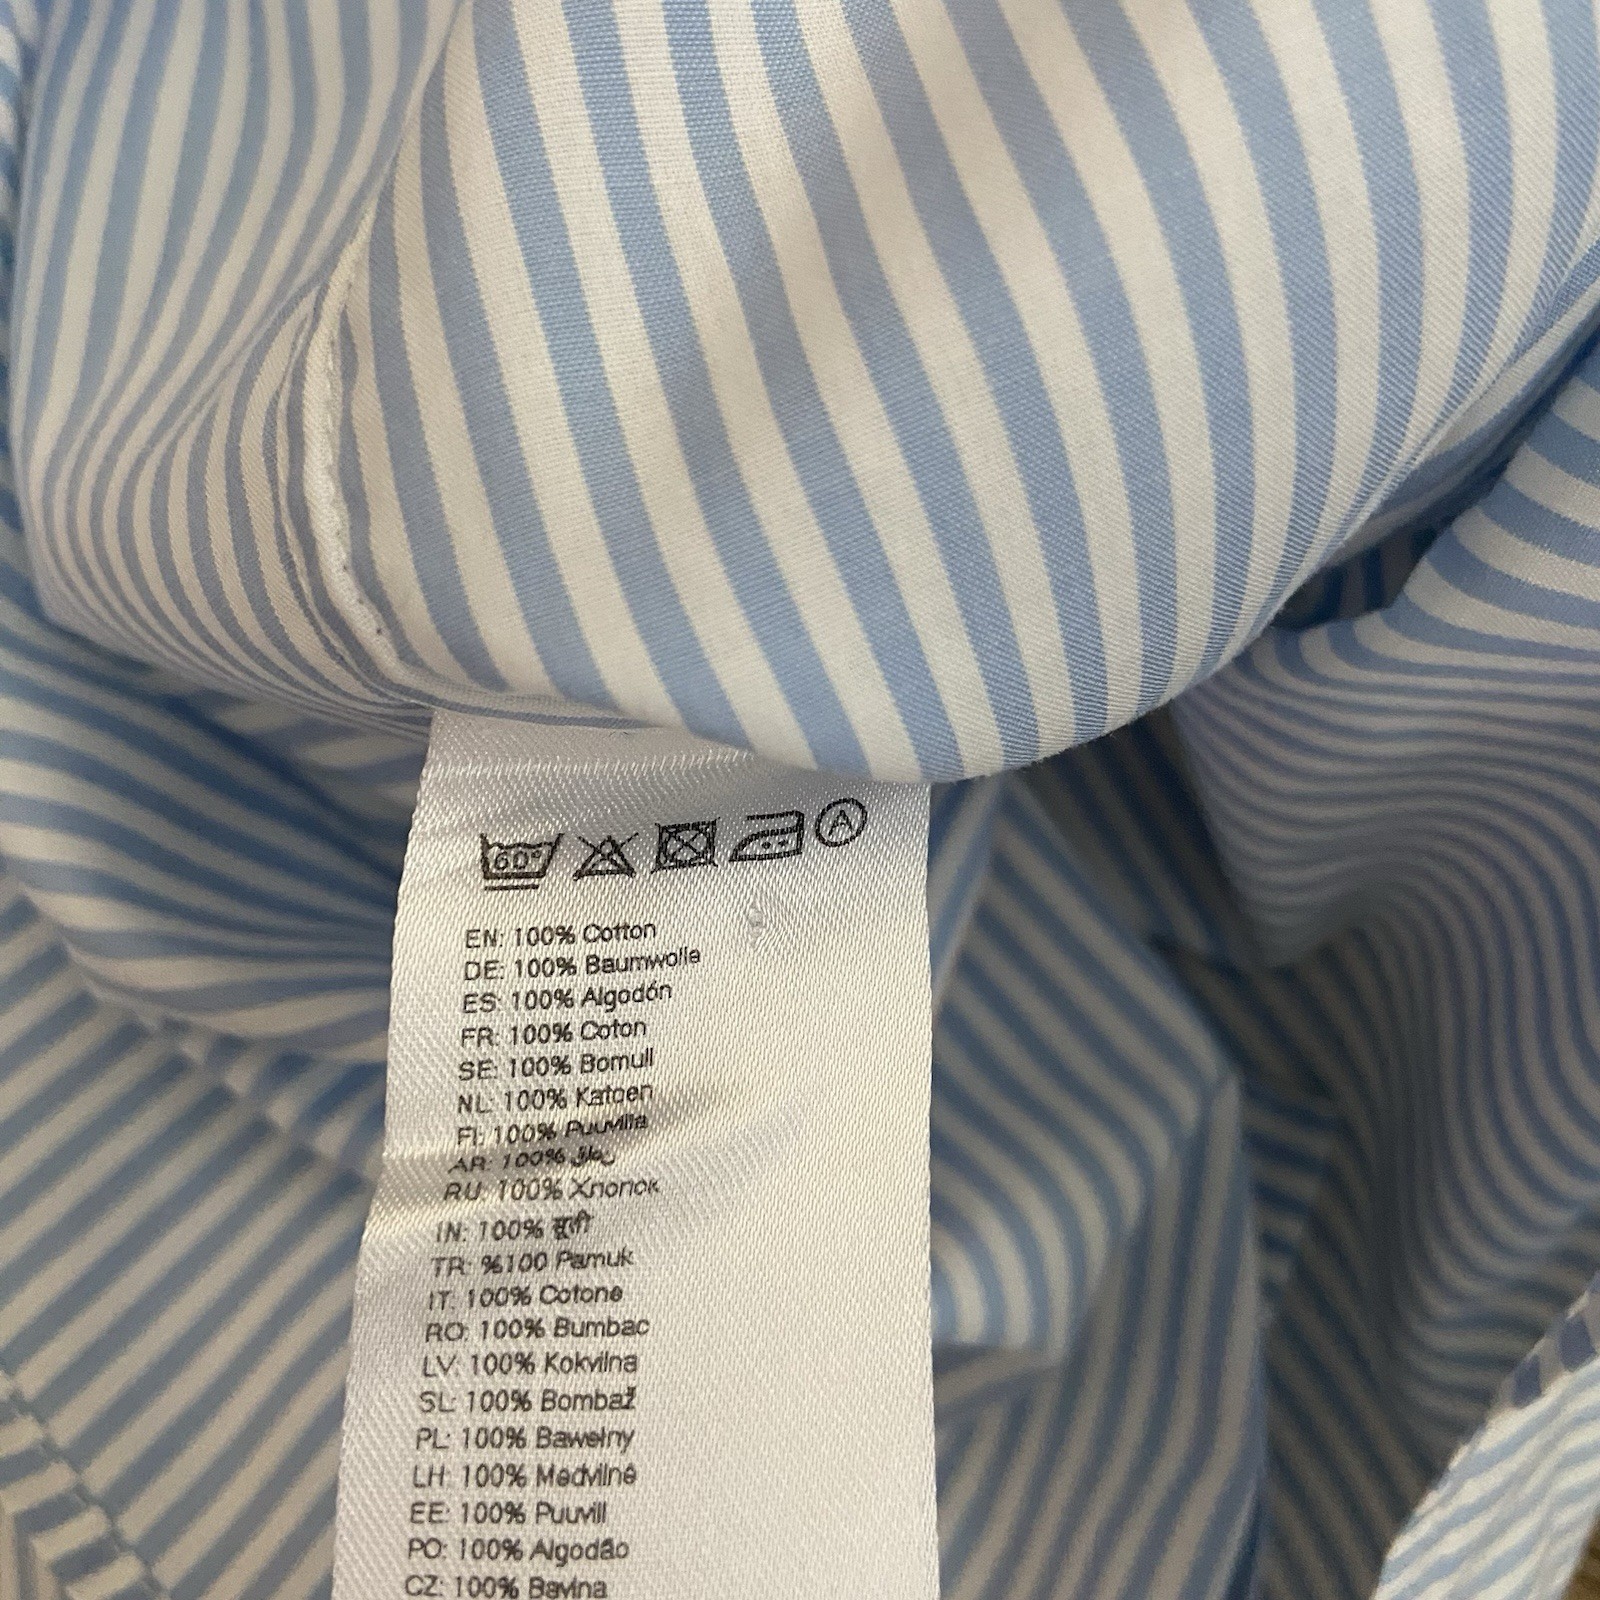 60°
A
EN: 100% Cotton
DE: 100% Baumwolle
ES: 100% Algodón
FR: 100% Coton
SE: 100% Bomull
NL: 100% Katoen
FI: 100% Puuvilla
AR: 100%
RU: 100% Хлопок
IN: 100%
TR: %100 Pamuk
IT: 100% Cotone
RO: 100% Bumbac
LV: 100% Kokvilna
SL: 100% Bombaž
PL: 100% Bawełny
LH: 100% Medvilnė
EE: 100% Puuvill
PO: 100% Algodão
CZ: 100% Bavlna